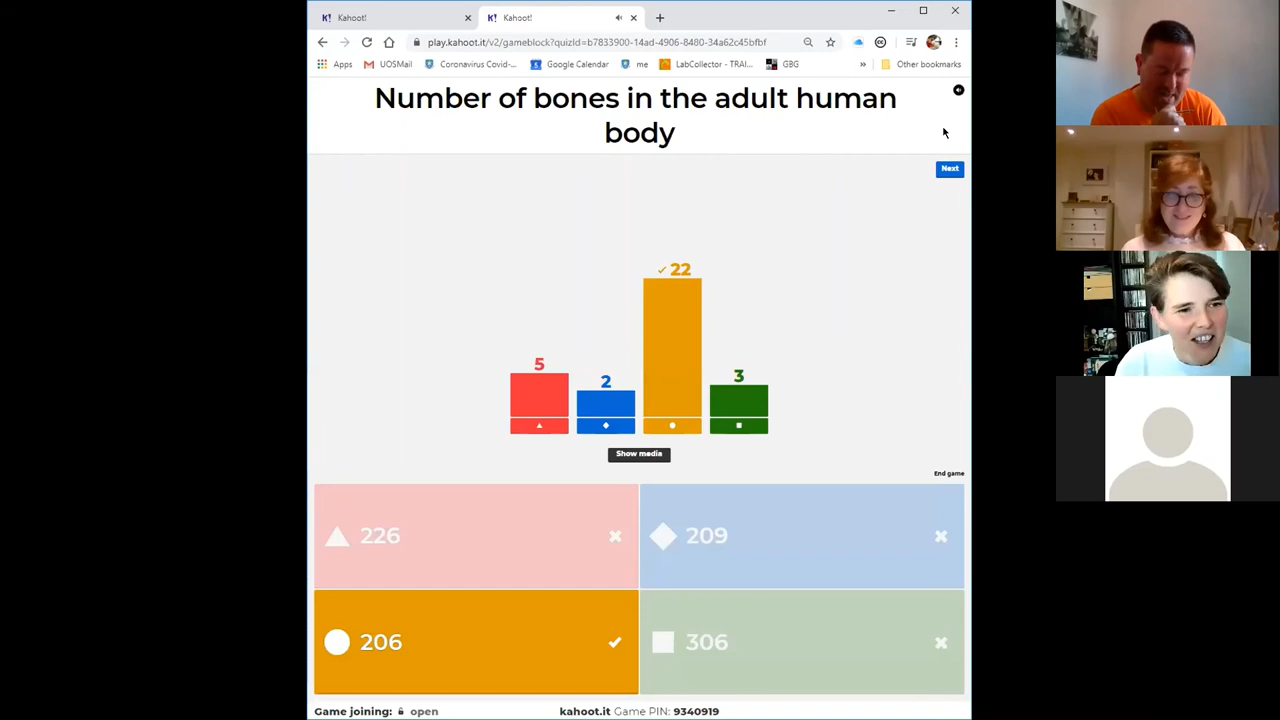 Kahoot!
Kahoot!
play.kahoot.it/v2/gameblock?quizId=b7833900-14ad-4906-8480-34a62c45bfbf
Apps UOSMail Coronavirus Covid-... Google Calendar me LabCollector - TRAI... GBG » Other bookmarks
Number of bones in the adult human
body
Next
22
5
2
3
Show media
End game
226
209
206
306
Game joining: open kahoot.it Game PIN: 9340919